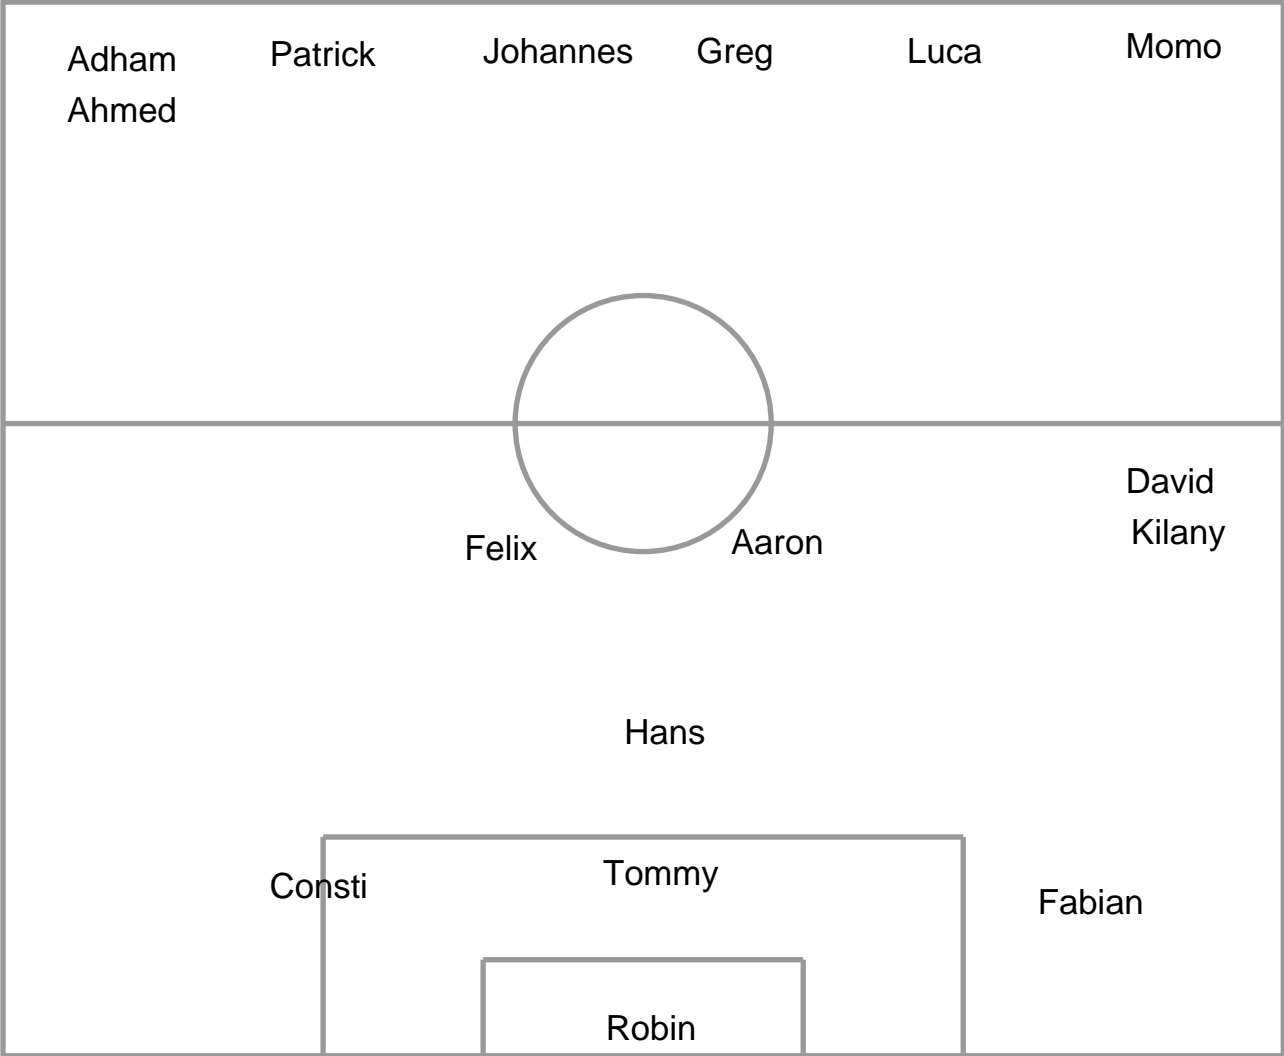 Adham Patrick Johannes Greg Luca Momo
Ahmed
David
Kilany
Felix Aaron
Hans
Consti Tommy Fabian
Robin